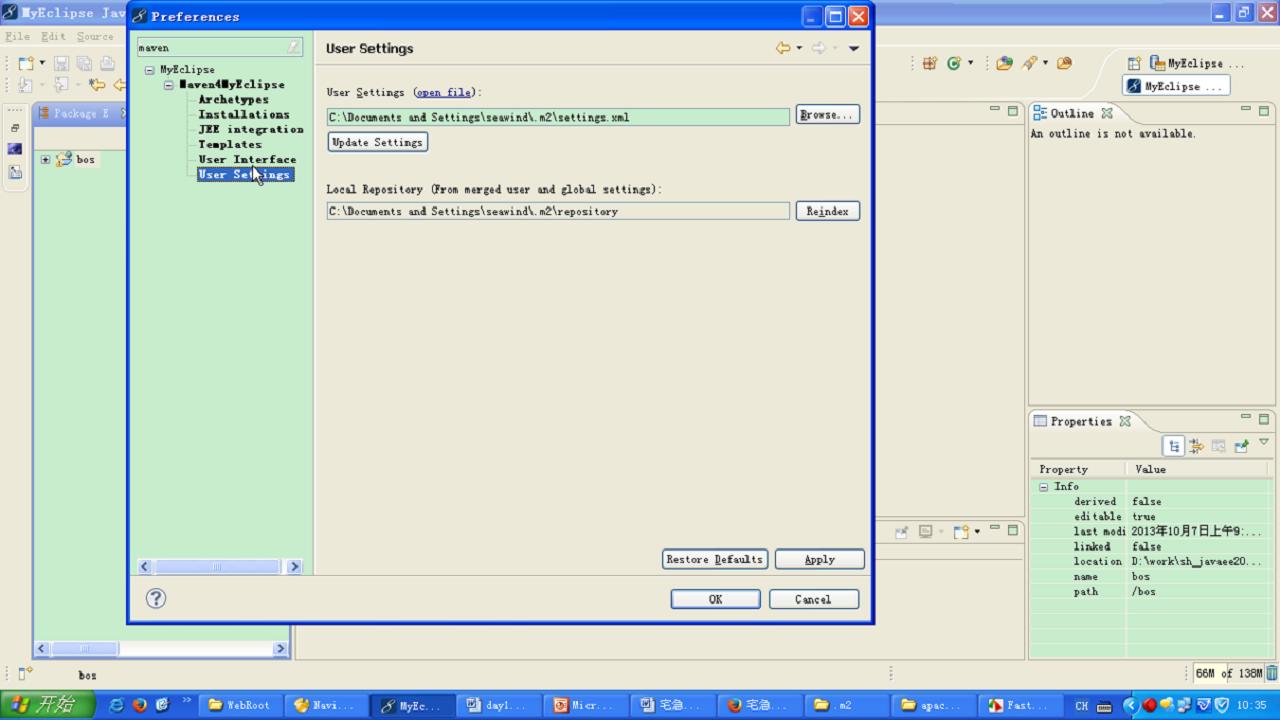 MyEclipse Jav
Preferences
File Edit Source
maven
MyEclipse
Maven4MyEclipse
Archetypes
Installations
JEE integration
Templates
User Interface
User Settings
User Settings
User Settings (open file):
C:\Documents and Settings\seawind\.m2\settings.xml
Browse...
Update Settings
Local Repository (From merged user and global settings):
C:\Documents and Settings\seawind\.m2\repository
Reindex
Restore Defaults
Apply
OK
Cancel
Package E
bos
MyEclipse ...
MyEclipse ...
Outline
An outline is not available.
Properties
Property Value
Info
derived false
editable true
last modi 2013年10月7日上午9:...
linked false
location D:\work\sh_javaee20...
name bos
path /bos
bos
66M of 138M
开始
WebRoot
Navi...
MyEc...
day1...
Micr...
宅急...
宅急...
.m2
apac...
Fast...
CH
10:35